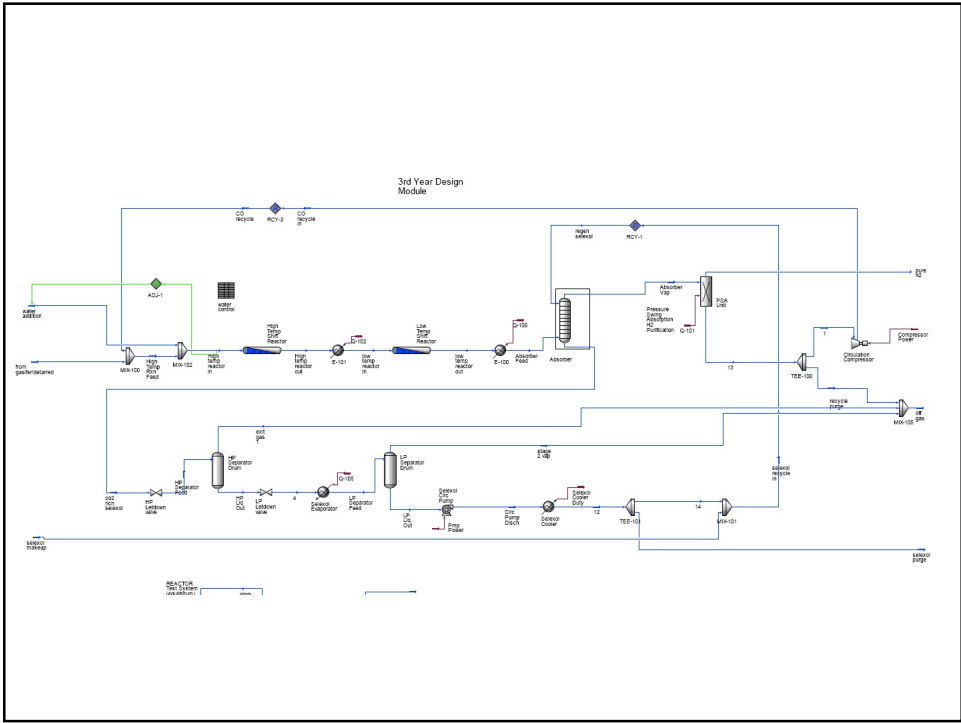 3rd Year Design
Module
CO
recycle
RCY-3
CO
recycle
in
regen
selexol
RCY-1
ADJ-1
water
control
water
addition
Absorber
Vap
pure
h2
PSA
Unit
Pressure
Swing
Absorption
H2
Purification
Q-101
High
Temp
Shift
Reactor
Low
Temp
Shift
Reactor
Q-102
Q-100
1
Compressor
Power
MIX-100
High
Temp
Rxn
Feed
MIX-102
High
temp
reactor
in
High
temp
reactor
out
E-101
low
temp
reactor
in
low
temp
reactor
out
E-100
Absorber
Feed
Absorber
Circulation
Compressor
from
gasifier/detarred
13
TEE-100
recycle
purge
MIX-105
off
gas
exit
gas
1
stage
2 vap
HP
Separator
Drum
LP
Separator
Drum
co2
rich
selexol
HP
Letdown
valve
HP
Separator
Feed
HP
Liq
Out
LP
Letdown
valve
4
Q-105
Selexol
Evaporator
LP
Separator
Feed
LP
Liq
Out
Selexol
Circ
Pump
Pmp
Power
Circ
Pump
Disch
Selexol
Cooler
Duty
Selexol
Cooler
12
TEE-101
14
MIX-101
selexol
recycle
in
selexol
makeup
selexol
purge
REACTOR
Test System